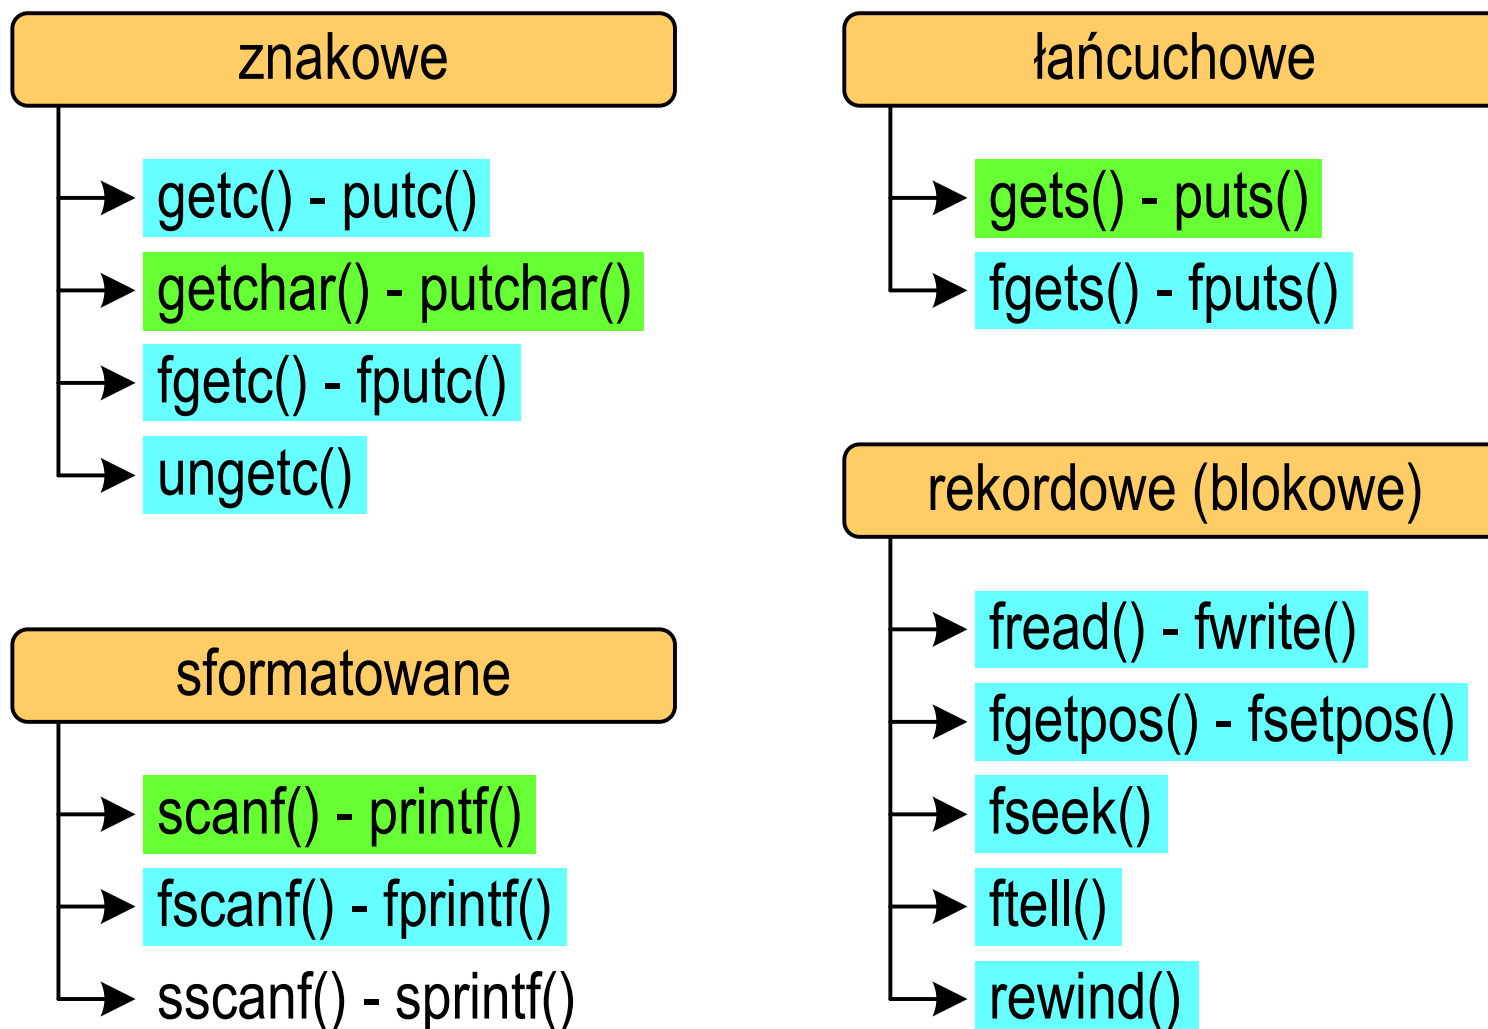 znakowe
getc() - putc()
getchar() - putchar()
fgetc() - fputc()
ungetc()
sformatowane
scanf() - printf()
fscanf() - fprintf()
sscanf() - sprintf()
łańcuchowe
gets() - puts()
fgets() - fputs()
rekordowe (blokowe)
fread() - fwrite()
fgetpos() - fsetpos()
fseek()
ftell()
rewind()